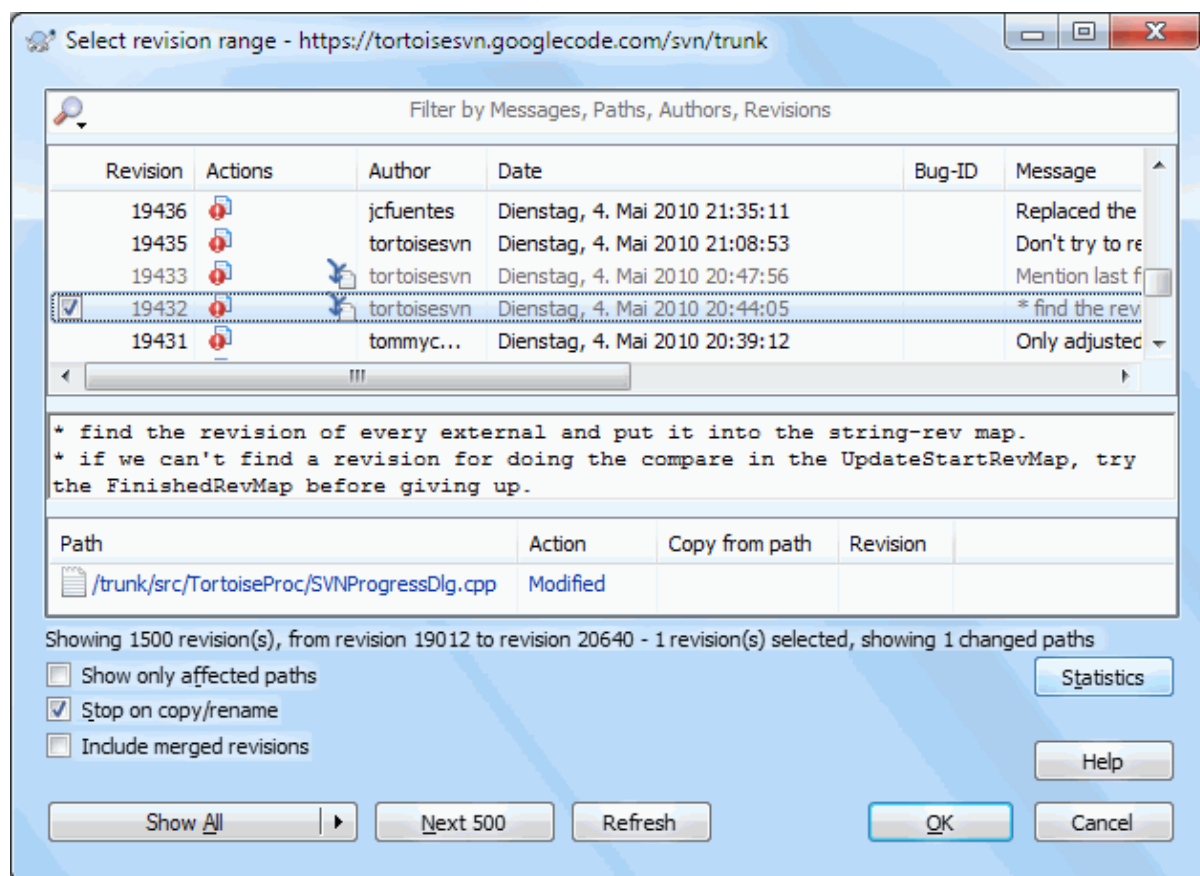 Select revision range - https://tortoisesvn.googlecode.com/svn/trunk
Filter by Messages, Paths, Authors, Revisions
Revision Actions Author Date Bug-ID Message
19436 jcfuentes Dienstag, 4. Mai 2010 21:35:11 Replaced the
19435 tortoisesvn Dienstag, 4. Mai 2010 21:08:53 Don't try to re
19433 tortoisesvn Dienstag, 4. Mai 2010 20:47:56 Mention last f
19432 tortoisesvn Dienstag, 4. Mai 2010 20:44:05 * find the rev
19431 tommyc... Dienstag, 4. Mai 2010 20:39:12 Only adjusted
* find the revision of every external and put it into the string-rev map.
* if we can't find a revision for doing the compare in the UpdateStartRevMap, try
the FinishedRevMap before giving up.
Path Action Copy from path Revision
/trunk/src/TortoiseProc/SVNProgressDlg.cpp Modified
Showing 1500 revision(s), from revision 19012 to revision 20640 - 1 revision(s) selected, showing 1 changed paths
Show only affected paths
Statistics
Stop on copy/rename
Include merged revisions
Help
Show All Next 500 Refresh OK Cancel